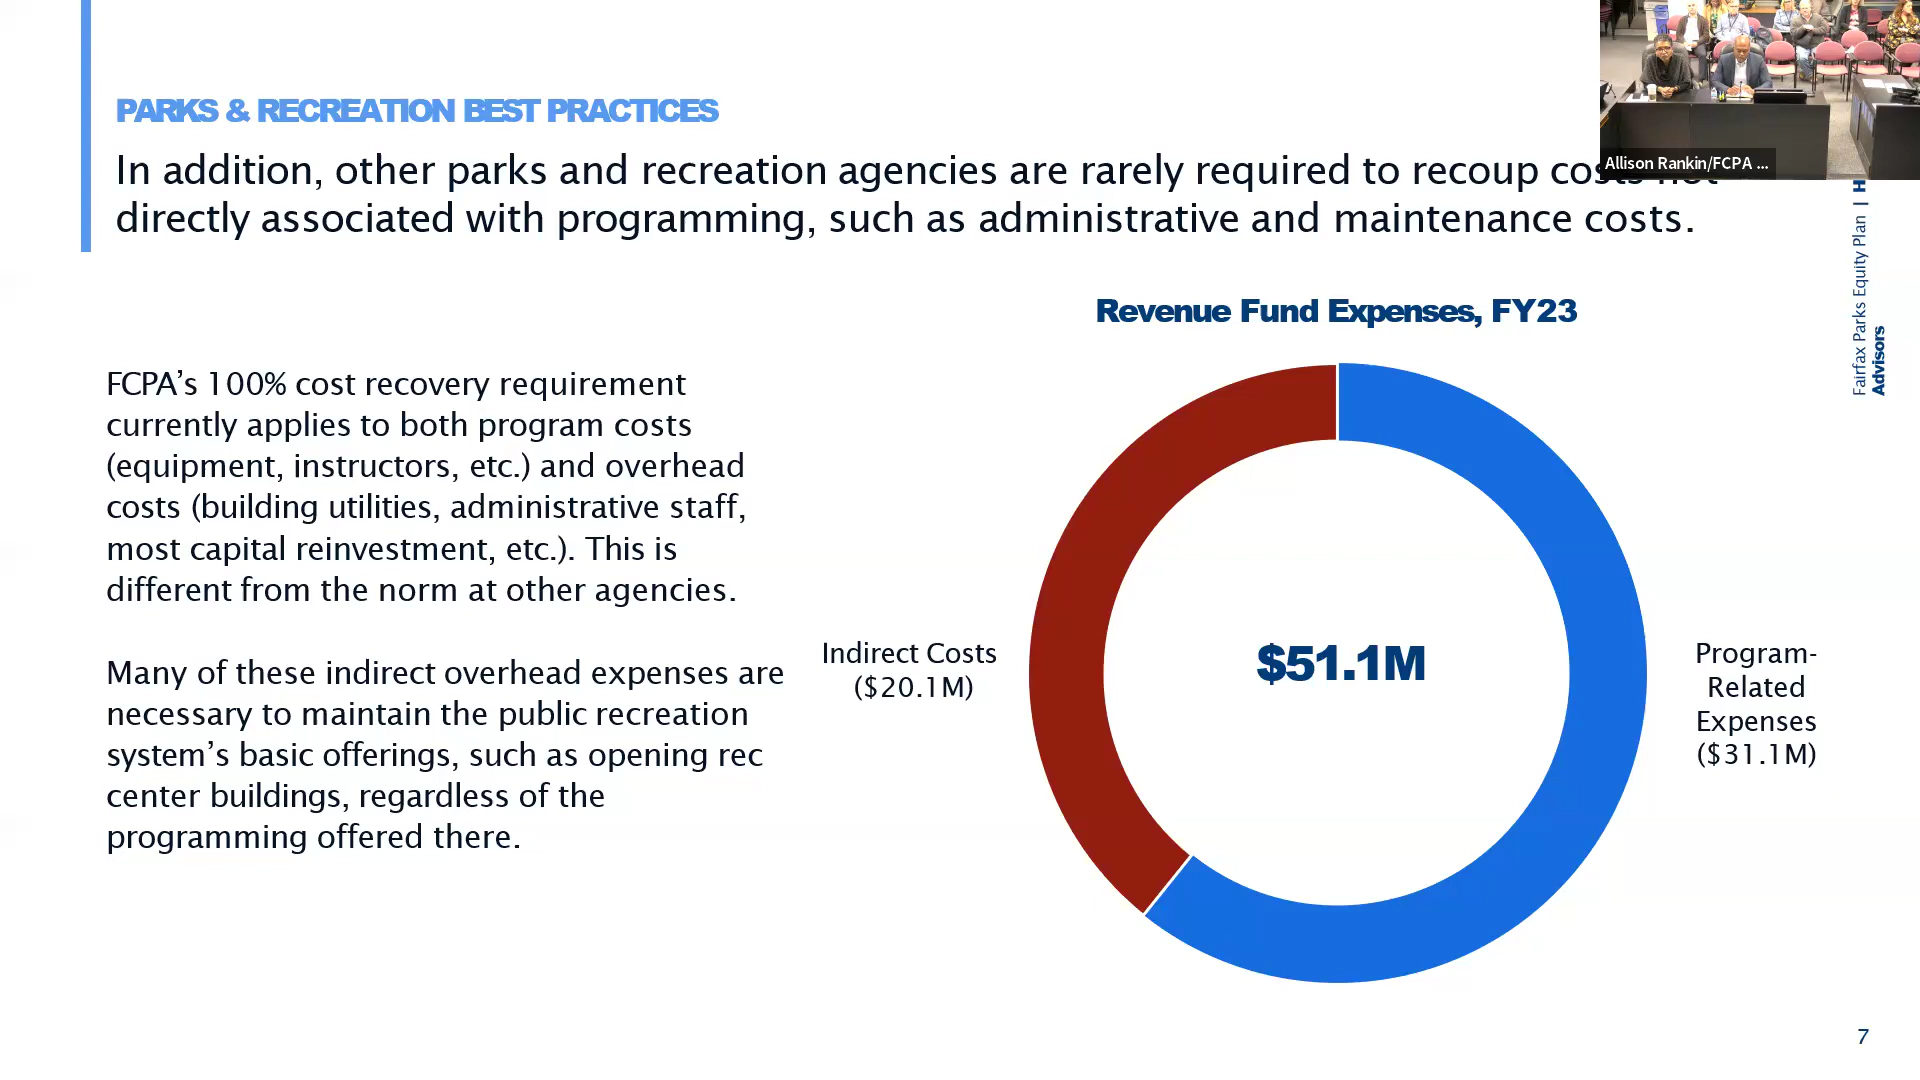 Allison Rankin/FCPA ...
PARKS & RECREATION BEST PRACTICES
In addition, other parks and recreation agencies are rarely required to recoup costs not
directly associated with programming, such as administrative and maintenance costs.
Fairfax Parks Equity Plan | H
Advisors
FCPA’s 100% cost recovery requirement
currently applies to both program costs
(equipment, instructors, etc.) and overhead
costs (building utilities, administrative staff,
most capital reinvestment, etc.). This is
different from the norm at other agencies.
Many of these indirect overhead expenses are
necessary to maintain the public recreation
system’s basic offerings, such as opening rec
center buildings, regardless of the
programming offered there.
Revenue Fund Expenses, FY23
Indirect Costs
($20.1M)
$51.1M
Program-
Related
Expenses
($31.1M)
7